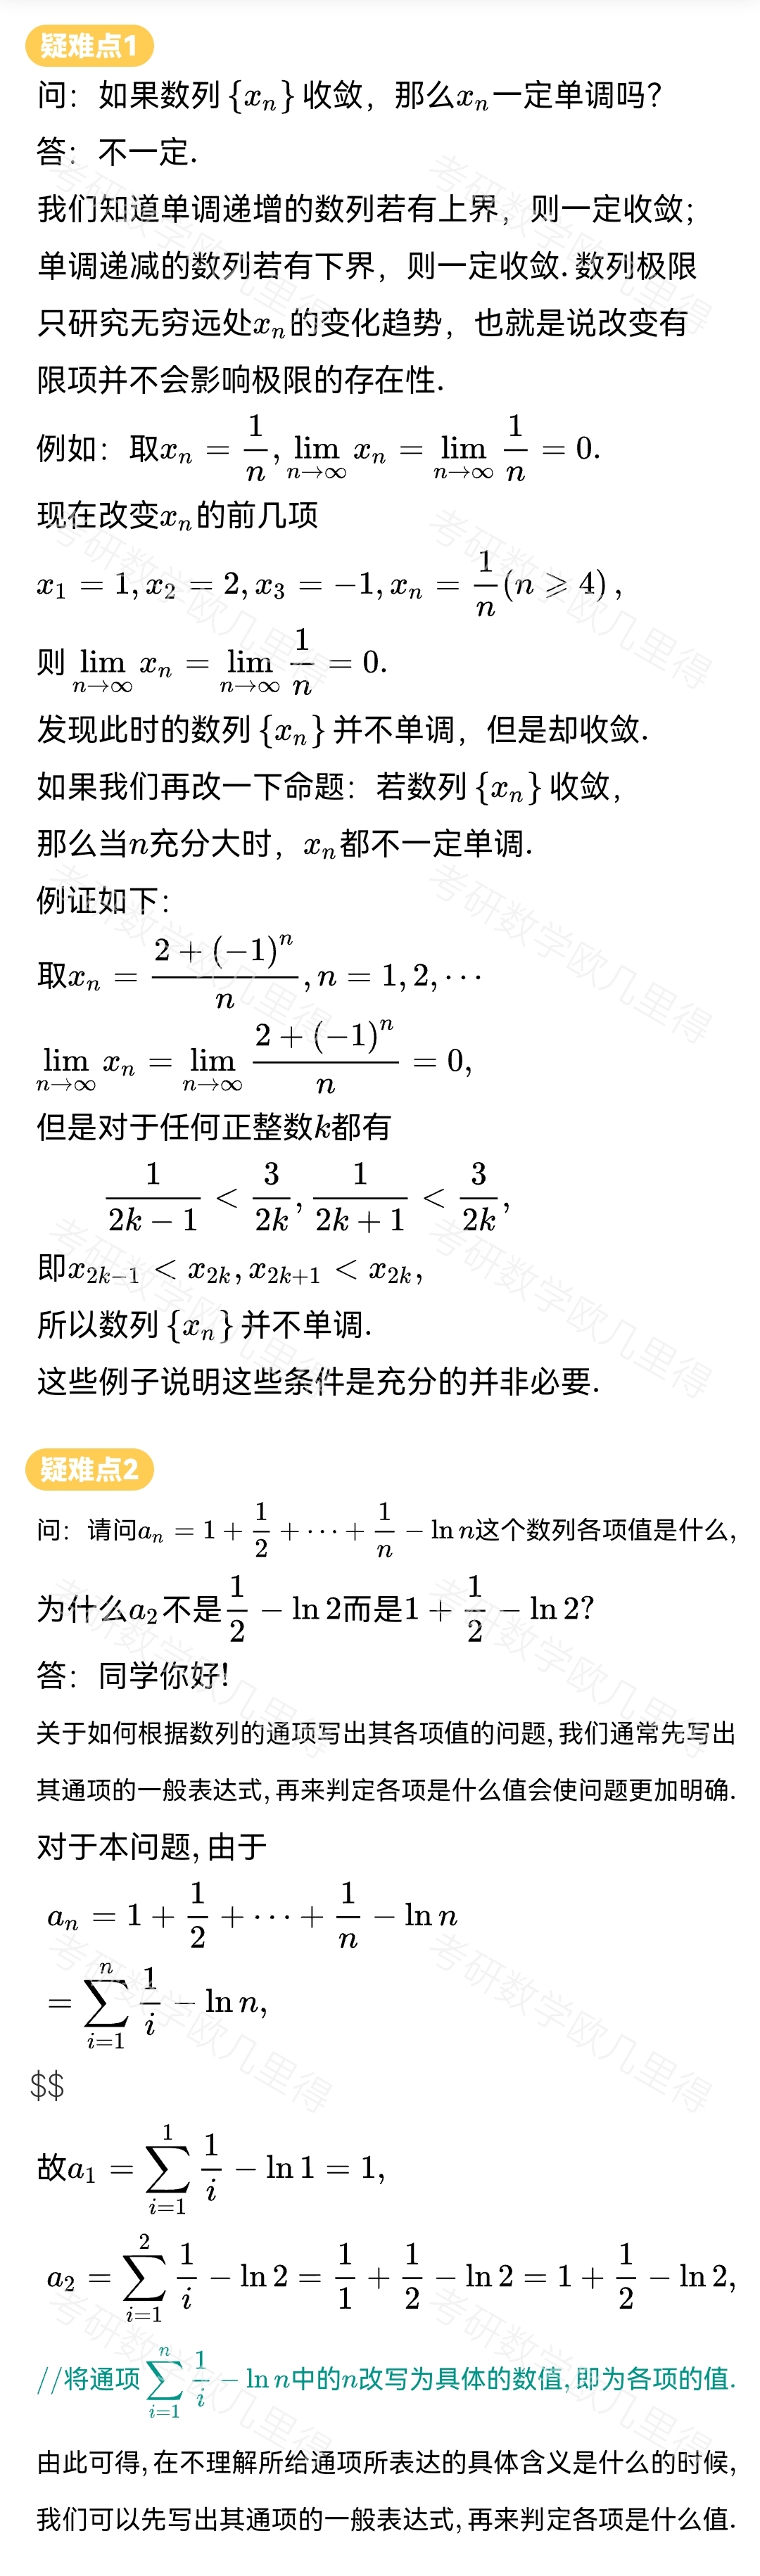 疑难点1
问：如果数列{xₙ}收敛，那么xₙ一定单调吗？
答：不一定.
我们知道单调递增的数列若有上界，则一定收敛；
单调递减的数列若有下界，则一定收敛. 数列极限
只研究无穷远处xₙ的变化趋势，也就是说改变有
限项并不会影响极限的存在性.
例如：取$x_n = \frac{1}{n}, \lim_{n\to\infty} x_n = \lim_{n\to\infty} \frac{1}{n} = 0.$
现在改变xₙ的前几项
$x_1 = 1, x_2 = 2, x_3 = -1, x_n = \frac{1}{n}(n \geqslant 4),$
则$\lim_{n\to\infty} x_n = \lim_{n\to\infty} \frac{1}{n} = 0.$
发现此时的数列{xₙ}并不单调，但是却收敛.
如果我们再改一下命题：若数列{xₙ}收敛，
那么当n充分大时，xₙ都不一定单调.
例证如下：
取$x_n = \frac{2+(-1)^n}{n}, n = 1, 2, \cdots$
$\lim_{n\to\infty} x_n = \lim_{n\to\infty} \frac{2+(-1)^n}{n} = 0,$
但是对于任何正整数k都有
$\frac{1}{2k-1} < \frac{3}{2k}, \frac{1}{2k+1} < \frac{3}{2k},$
即$x_{2k-1} < x_{2k}, x_{2k+1} < x_{2k},$
所以数列{xₙ}并不单调.
这些例子说明这些条件是充分的并非必要.
疑难点2
问：请问$a_n = 1 + \frac{1}{2} + \cdots + \frac{1}{n} - \ln n$这个数列各项值是什么，
为什么$a_2$不是$\frac{1}{2} - \ln 2$而是$1 + \frac{1}{2} - \ln 2$?
答：同学你好!
关于如何根据数列的通项写出其各项值的问题, 我们通常先写出
其通项的一般表达式, 再来判定各项是什么值会使问题更加明确.
对于本问题, 由于
$a_n = 1 + \frac{1}{2} + \cdots + \frac{1}{n} - \ln n$
$= \sum_{i=1}^{n} \frac{1}{i} - \ln n,$
$$
故$a_1 = \sum_{i=1}^{1} \frac{1}{i} - \ln 1 = 1,$
$a_2 = \sum_{i=1}^{2} \frac{1}{i} - \ln 2 = \frac{1}{1} + \frac{1}{2} - \ln 2 = 1 + \frac{1}{2} - \ln 2,$
//将通项$\sum_{i=1}^{n} \frac{1}{i} - \ln n$中的n改写为具体的数值, 即为各项的值.
由此可得, 在不理解所给通项所表达的具体含义是什么的时候,
我们可以先写出其通项的一般表达式, 再来判定各项是什么值.
考研数学欧几里得